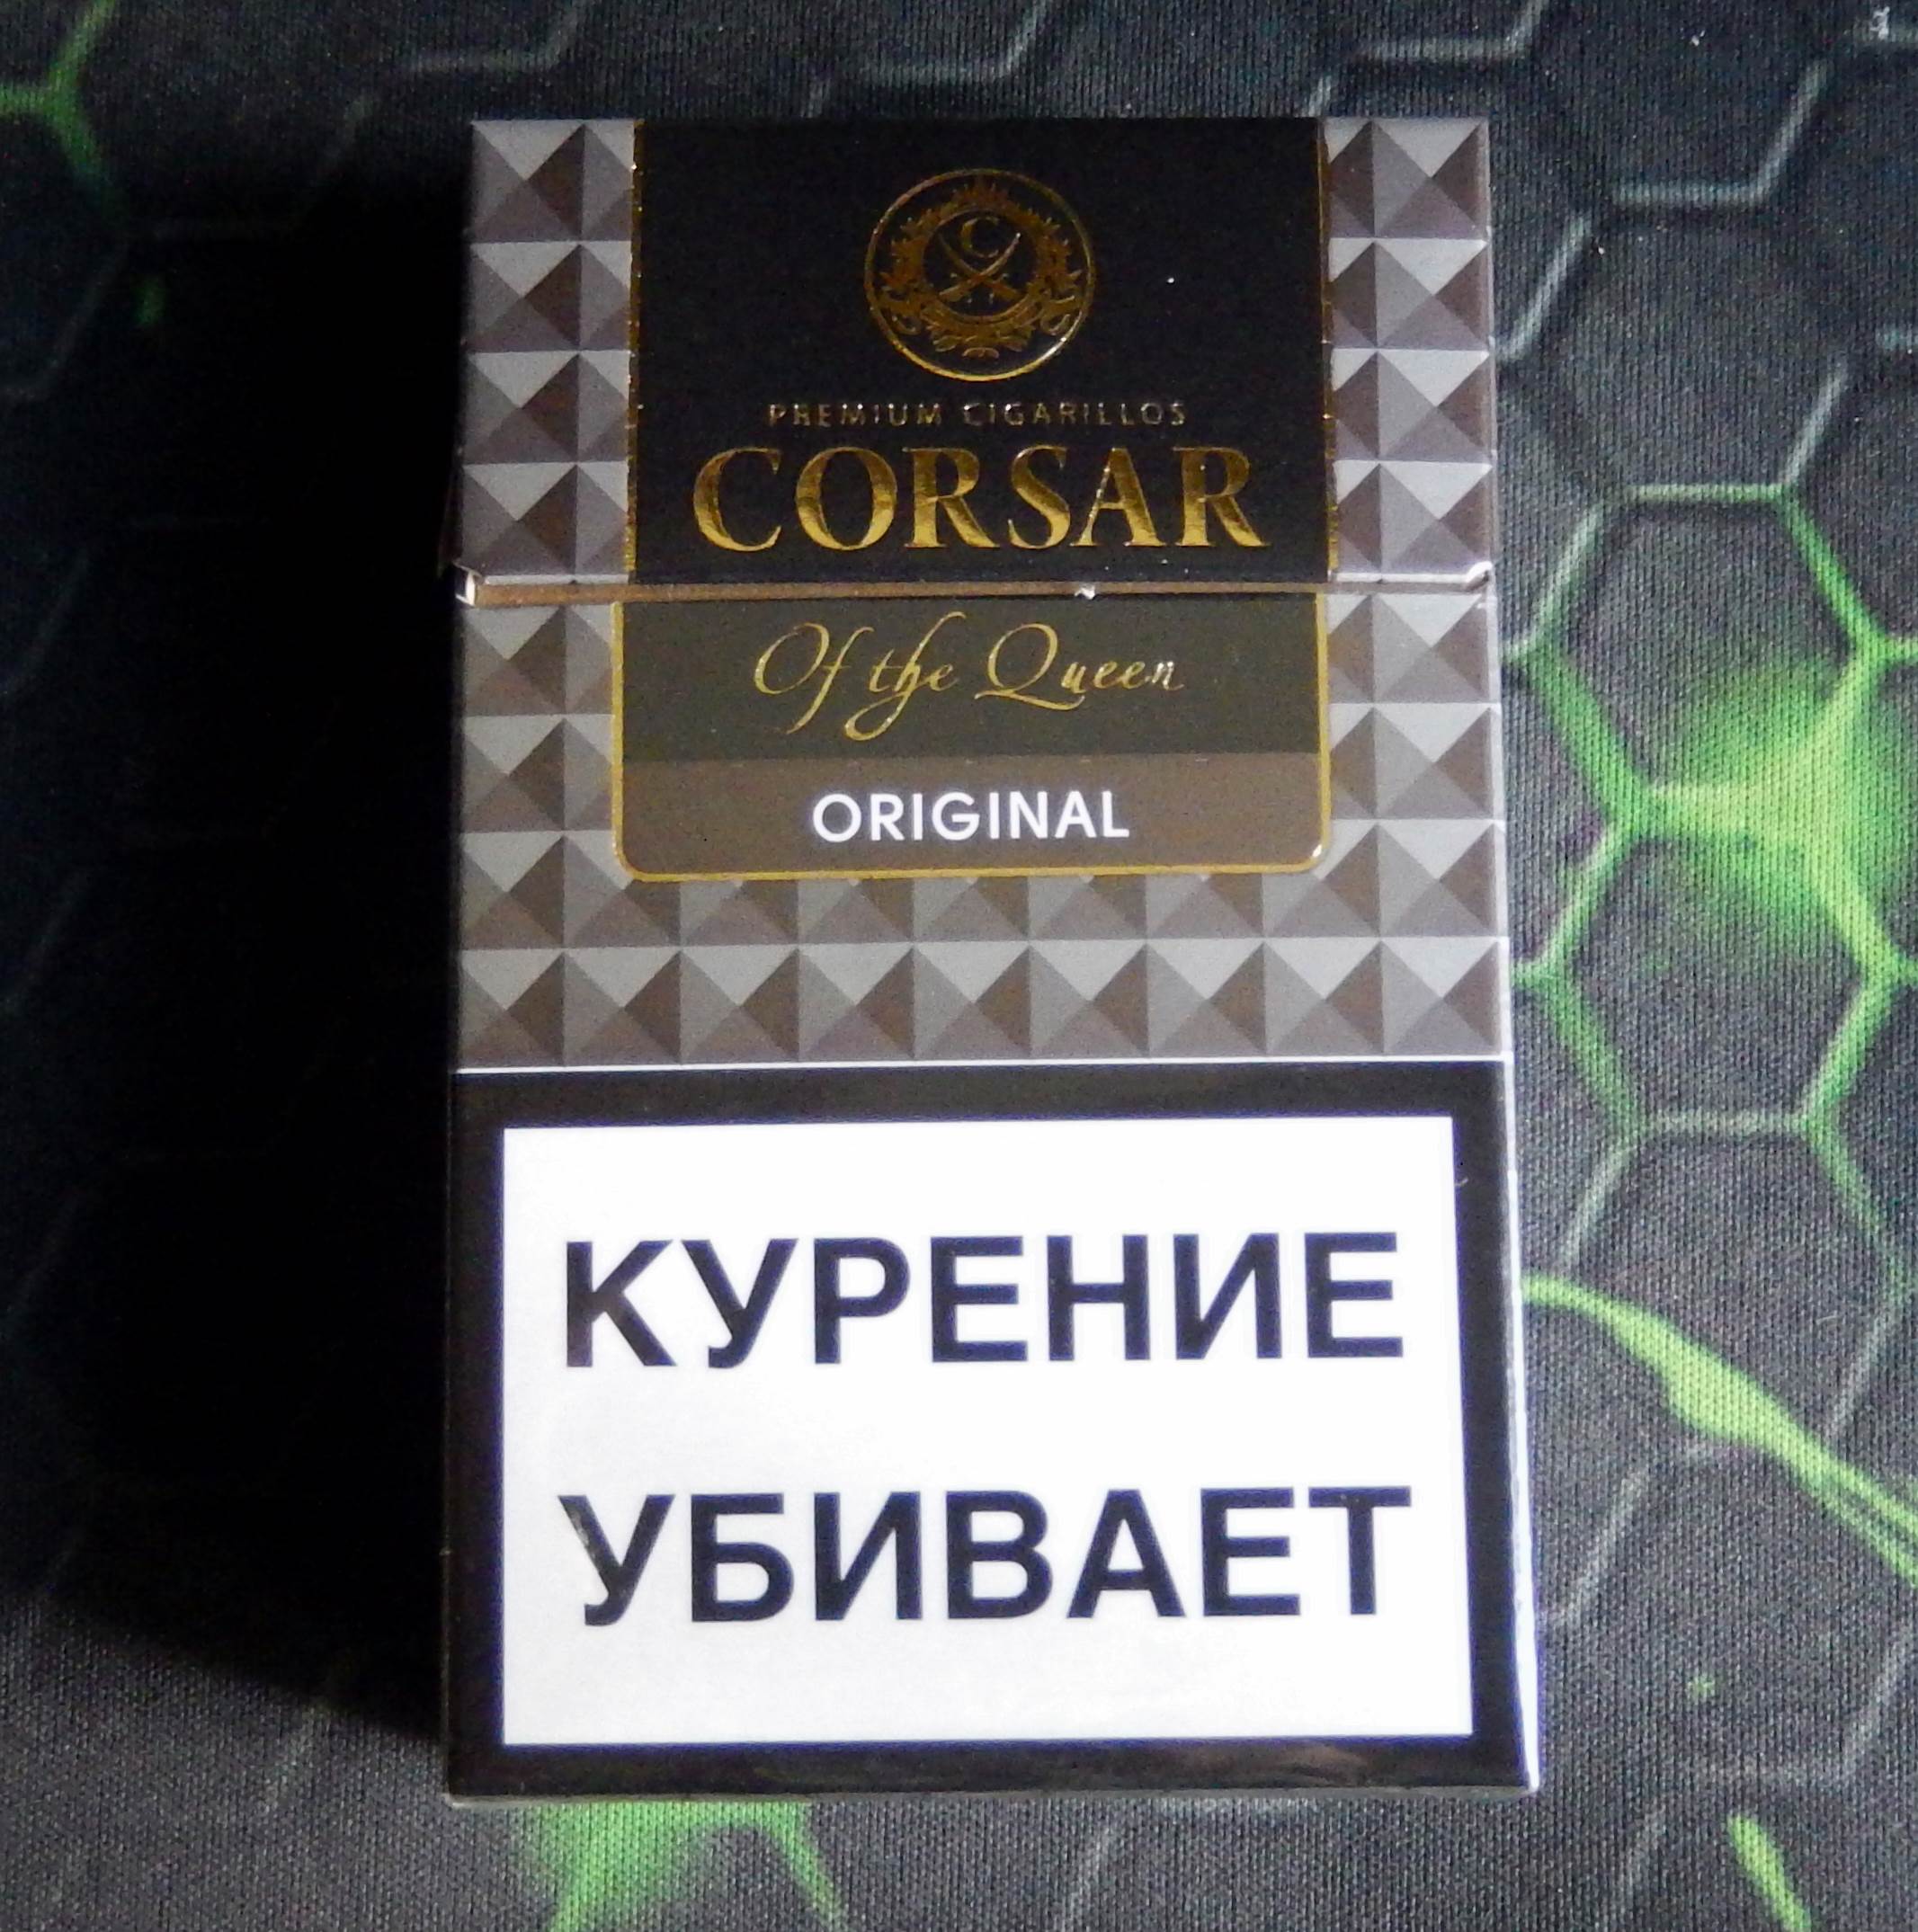 C
PREMIUM CIGARILLOS
CORSAR
Of the Queen
ORIGINAL
КУРЕНИЕ
УБИВАЕТ